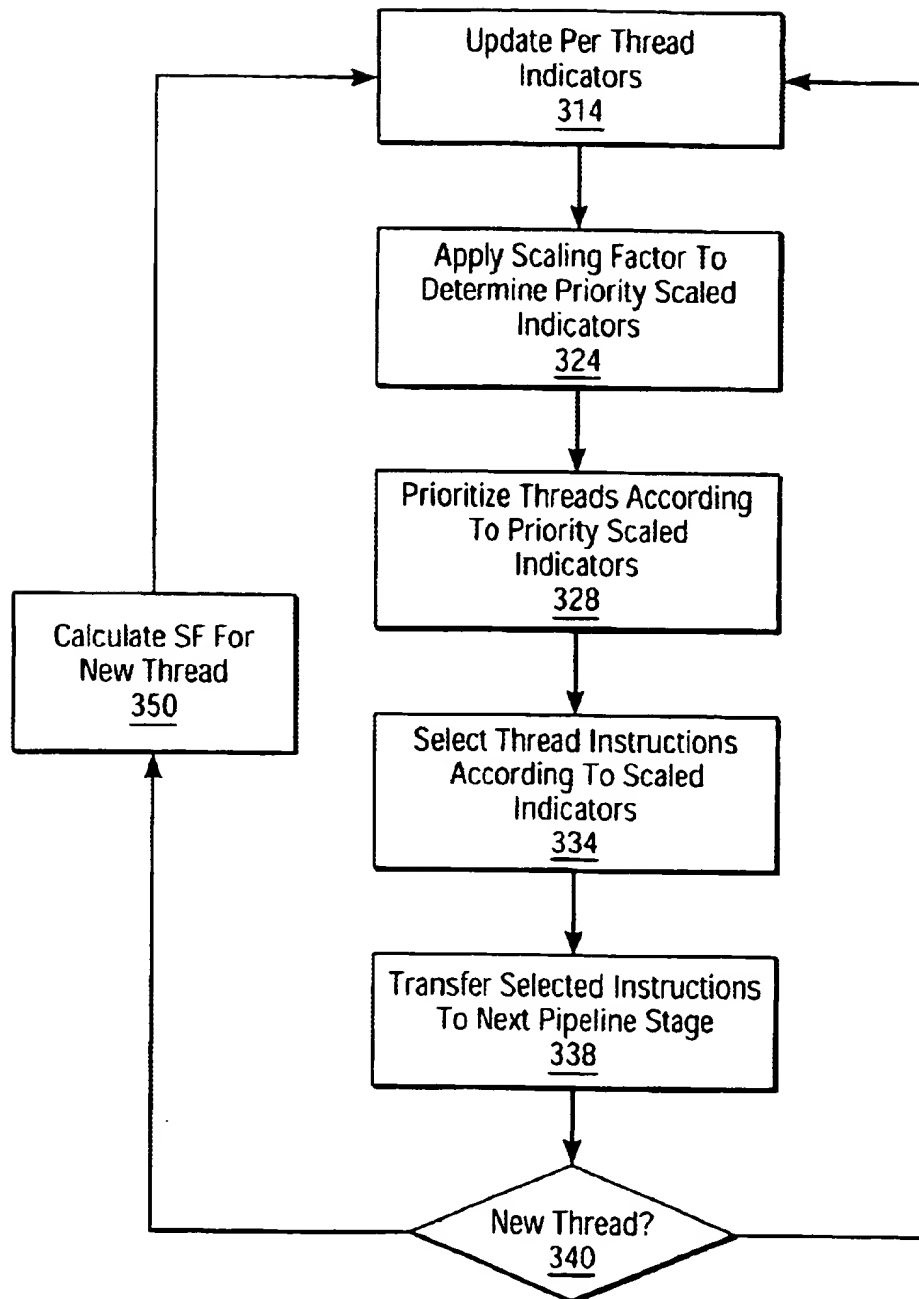 Update Per Thread
Indicators
314
Apply Scaling Factor To
Determine Priority Scaled
Indicators
324
Prioritize Threads According
To Priority Scaled
Indicators
328
Calculate SF For
New Thread
350
Select Thread Instructions
According To Scaled
Indicators
334
Transfer Selected Instructions
To Next Pipeline Stage
338
New Thread?
340